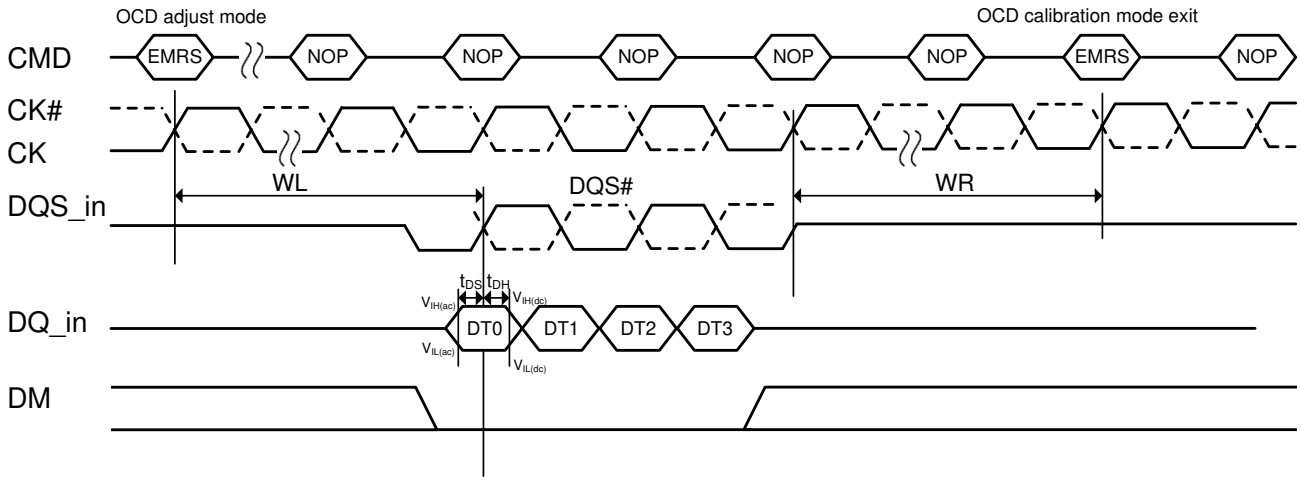 OCD adjust mode
OCD calibration mode exit
CMD
EMRS NOP NOP NOP NOP NOP EMRS NOP
CK#
CK
WL
DQS#
WR
DQS_in
tDS tDH
VIH(ac) VIH(dc)
DQ_in
DT0 DT1 DT2 DT3
VIL(ac)
VIL(dc)
DM